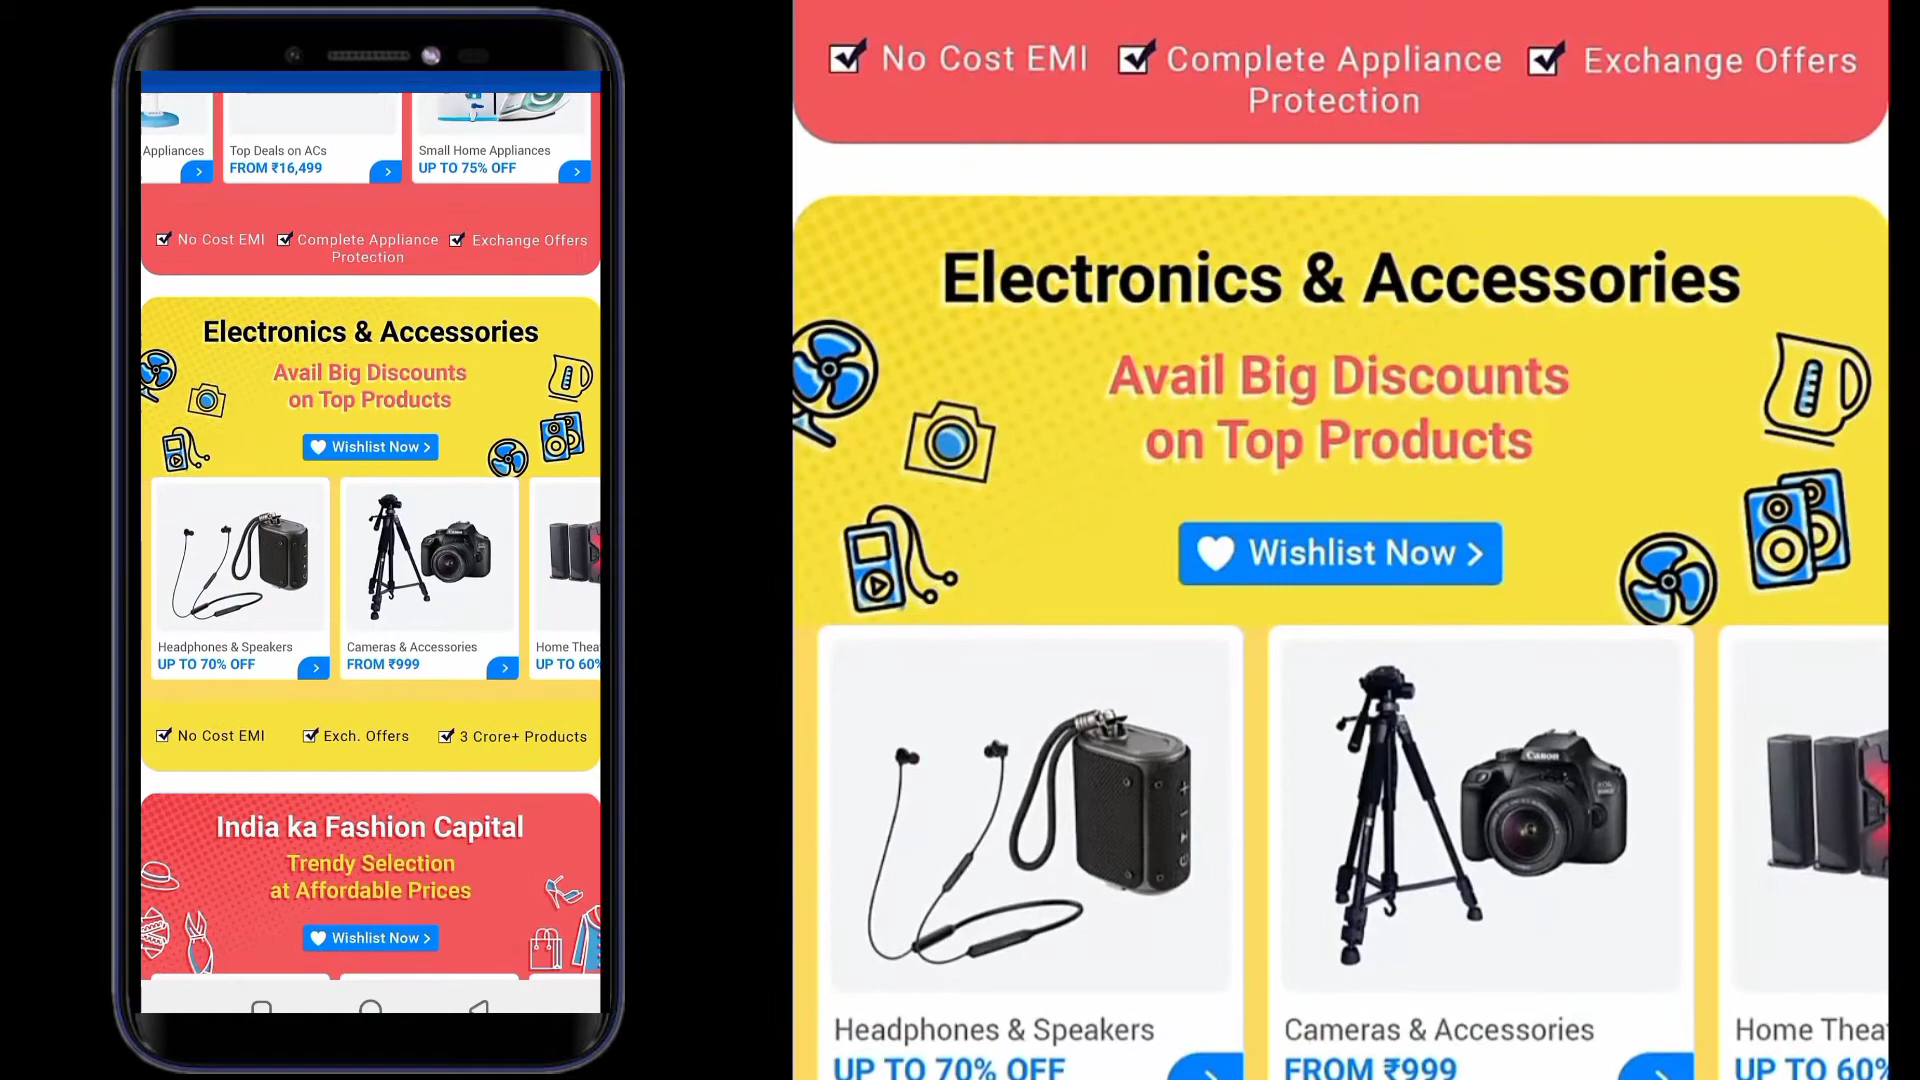 Appliances
Top Deals on ACs
FROM ₹16,499
Small Home Appliances
UP TO 75% OFF
No Cost EMI
Complete Appliance
Protection
Exchange Offers
Electronics & Accessories
Avail Big Discounts
on Top Products
Wishlist Now >
Canon
Headphones & Speakers
UP TO 70% OFF
Cameras & Accessories
FROM ₹999
Home Thea
UP TO 60%
No Cost EMI
Exch. Offers
3 Crore+ Products
India ka Fashion Capital
Trendy Selection
at Affordable Prices
Wishlist Now >
No Cost EMI
Complete Appliance
Protection
Exchange Offers
Electronics & Accessories
Avail Big Discounts
on Top Products
Wishlist Now >
Canon
Headphones & Speakers
UP TO 70% OFF
Cameras & Accessories
FROM ₹999
Home Thea
UP TO 60%